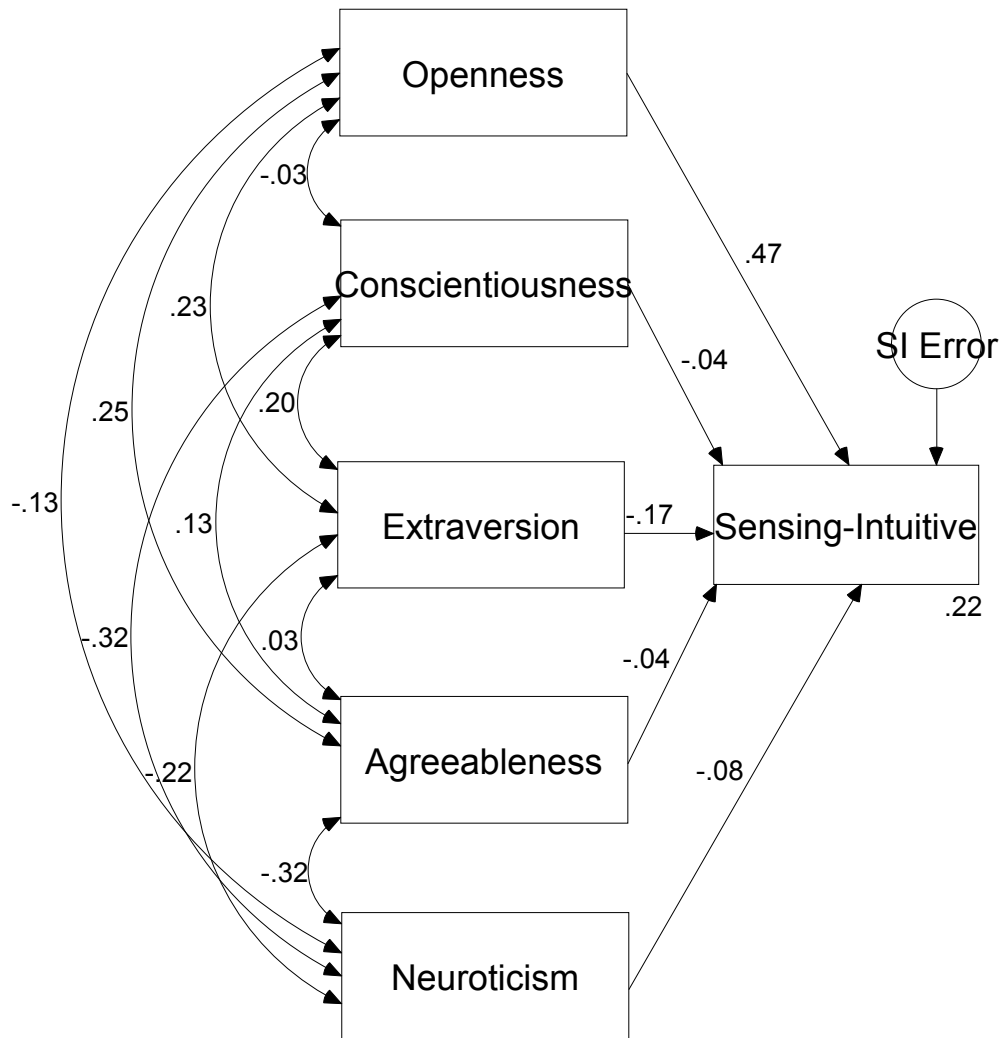 Openness
-.03
.47
Conscientiousness
.23
SI Error
-.04
.20
.25
-.13
.13
Extraversion
-.17
Sensing-Intuitive
.22
-.32
.03
-.04
Agreeableness
-.22
-.08
-.32
Neuroticism